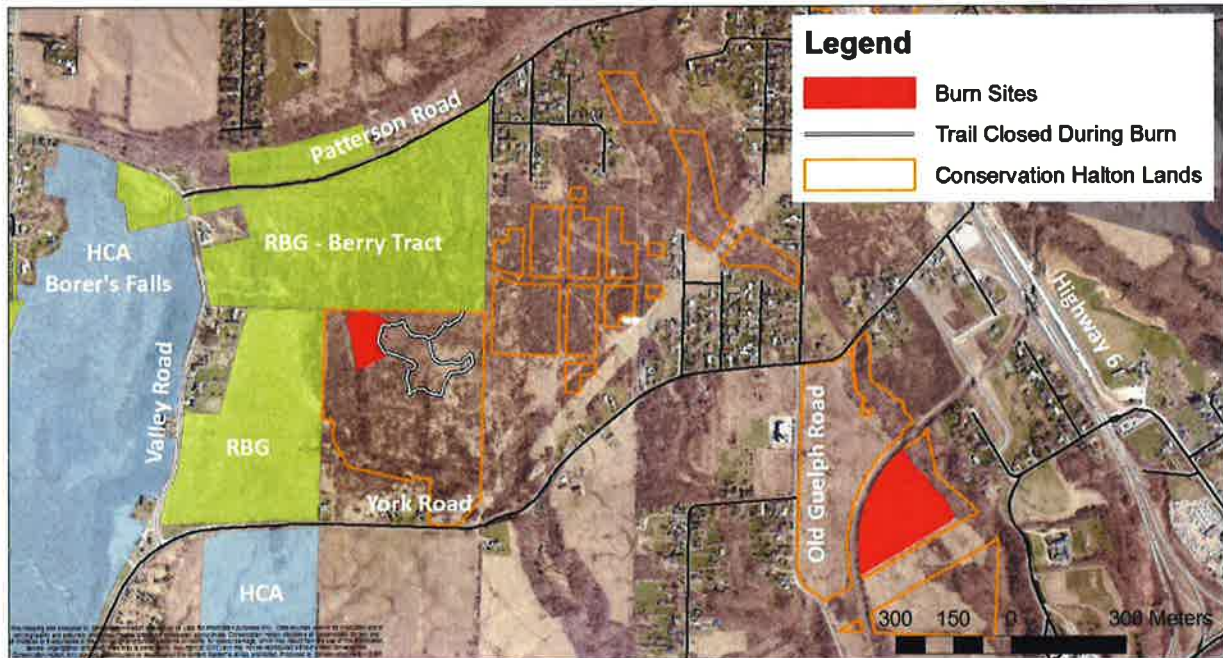 Legend
Burn Sites
Trail Closed During Burn
Conservation Halton Lands
Patterson Road
HCA
Borer's Falls
RBG - Berry Tract
Highway 6
Valley Road
RBG
York Road
Old Guelph Road
HCA
300 150 0 300 Meters